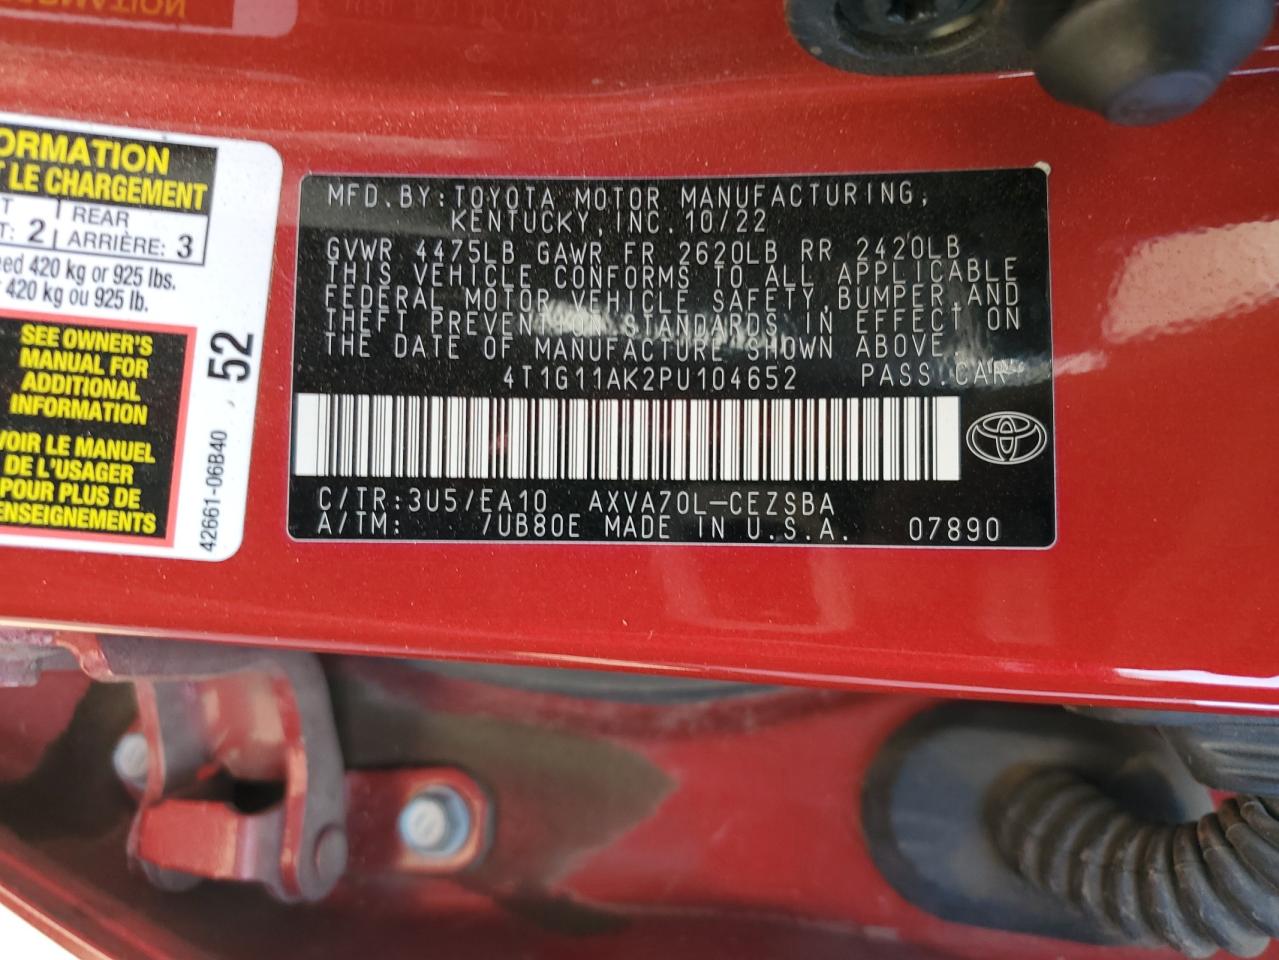 ORMATION
T LE CHARGEMENT
T REAR
T: 2 ARRIÈRE: 3
420 kg or 925 lbs.
420 kg ou 925 lb.
SEE OWNER'S
MANUAL FOR
ADDITIONAL
INFORMATION
VOIR LE MANUEL
DE L'USAGER
POUR PLUS DE
ENSEIGNEMENTS
52
42661-06B40
MFD. BY: TOYOTA MOTOR MANUFACTURING,
KENTUCKY, INC. 10/22
GVWR 4475LB GAWR FR 2620LB RR 2420LB
THIS VEHICLE CONFORMS TO ALL APPLICABLE
FEDERAL MOTOR VEHICLE SAFETY, BUMPER, AND
THEFT PREVENTION STANDARDS IN EFFECT ON
THE DATE OF MANUFACTURE SHOWN ABOVE.
4T1G11AK2PU104652 PASS. CAR
C/TR: 3U5/EA10 AXVA70L-CEZSBA
A/TM: /UB80E MADE IN U.S.A. 07890